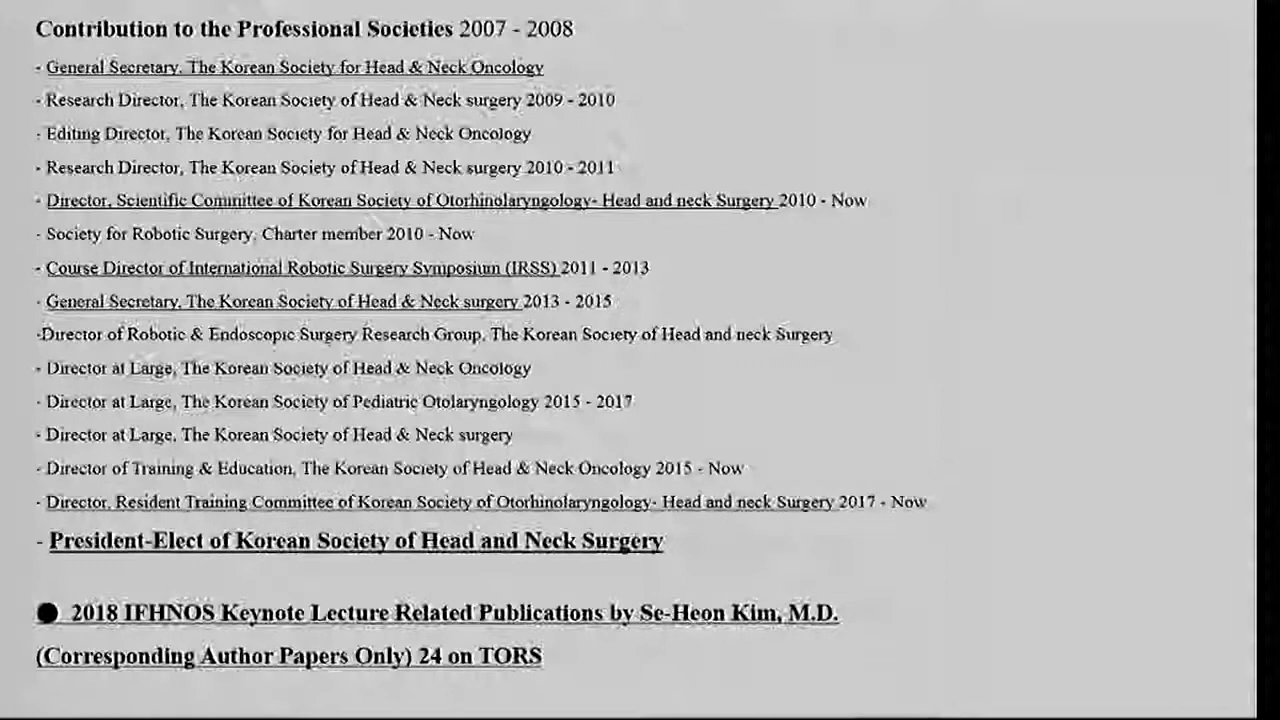 Contribution to the Professional Societies 2007 - 2008
- General Secretary, The Korean Society for Head & Neck Oncology
- Research Director, The Korean Society of Head & Neck surgery 2009 - 2010
- Editing Director, The Korean Society for Head & Neck Oncology
- Research Director, The Korean Society of Head & Neck surgery 2010 - 2011
- Director, Scientific Committee of Korean Society of Otorhinolaryngology- Head and neck Surgery 2010 - Now
- Society for Robotic Surgery, Charter member 2010 - Now
- Course Director of International Robotic Surgery Symposium (IRSS) 2011 - 2013
- General Secretary, The Korean Society of Head & Neck surgery 2013 - 2015
-Director of Robotic & Endoscopic Surgery Research Group, The Korean Society of Head and neck Surgery
- Director at Large, The Korean Society of Head & Neck Oncology
- Director at Large, The Korean Society of Pediatric Otolaryngology 2015 - 2017
- Director at Large, The Korean Society of Head & Neck surgery
- Director of Training & Education, The Korean Society of Head & Neck Oncology 2015 - Now
- Director, Resident Training Committee of Korean Society of Otorhinolaryngology- Head and neck Surgery 2017 - Now
- President-Elect of Korean Society of Head and Neck Surgery
● 2018 IFHNOS Keynote Lecture Related Publications by Se-Heon Kim, M.D.
(Corresponding Author Papers Only) 24 on TORS